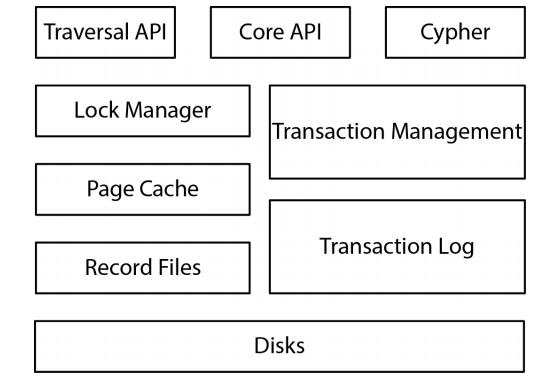 Traversal API
Core API
Cypher
Lock Manager
Transaction Management
Page Cache
Transaction Log
Record Files
Disks